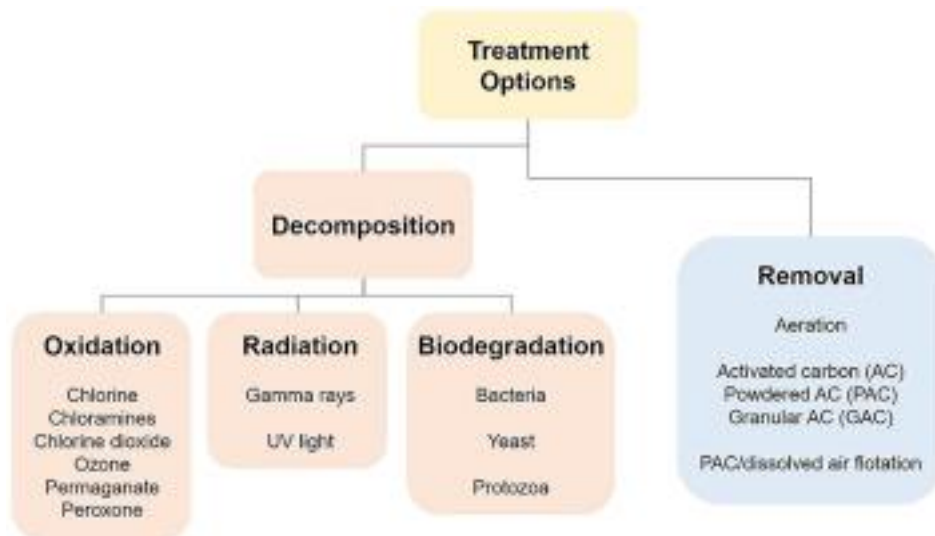 Treatment
Options
Decomposition
Removal
Aeration
Activated carbon (AC)
Powdered AC (PAC)
Granular AC (GAC)
PAC/dissolved air flotation
Oxidation
Chlorine
Chloramines
Chlorine dioxide
Ozone
Permaganate
Peroxone
Radiation
Gamma rays
UV light
Biodegradation
Bacteria
Yeast
Protozoa